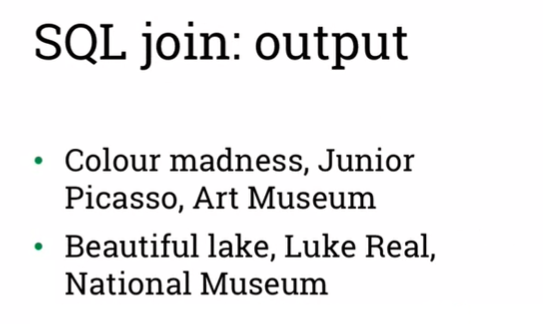 SQL join: output
• Colour madness, Junior
Picasso, Art Museum
• Beautiful lake, Luke Real,
National Museum